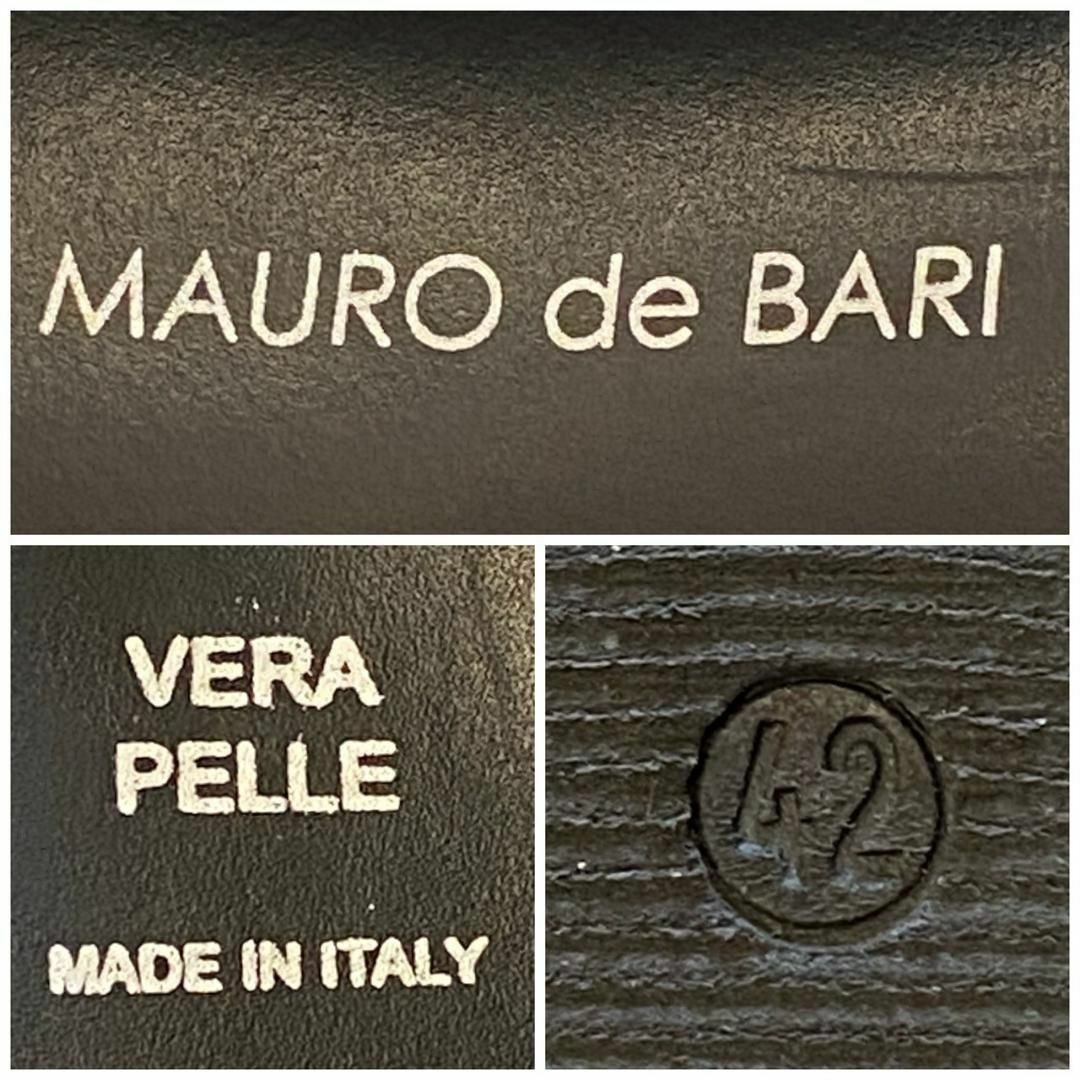 MAURO de BARI
VERA
PELLE
MADE IN ITALY
42